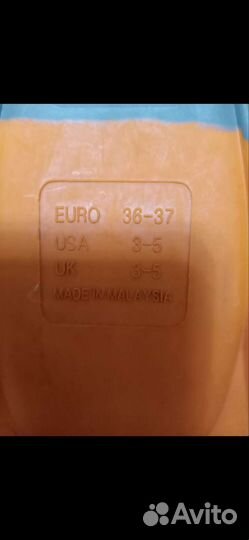 EURO 36-37
USA 3-5
UK 3-5
MADE IN MALAYSIA
Avito